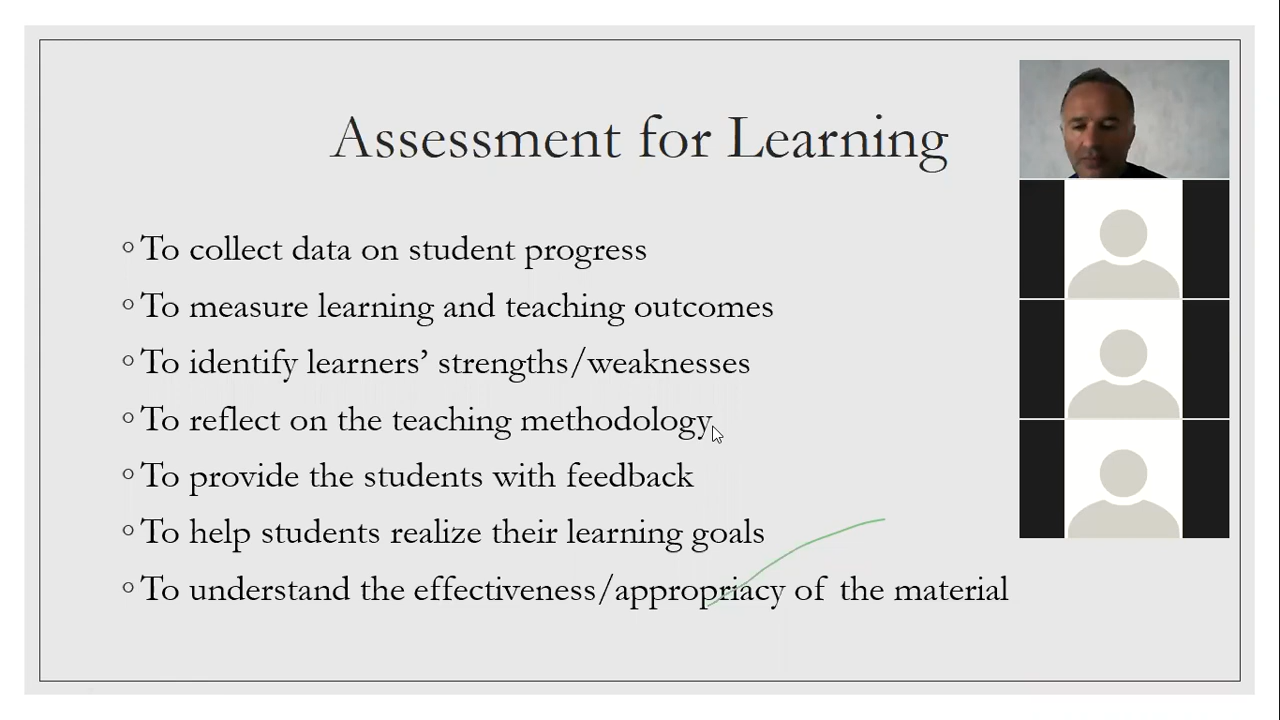 Assessment for Learning
To collect data on student progress
To measure learning and teaching outcomes
To identify learners’ strengths/weaknesses
To reflect on the teaching methodology
To provide the students with feedback
To help students realize their learning goals
To understand the effectiveness/appropriacy of the material